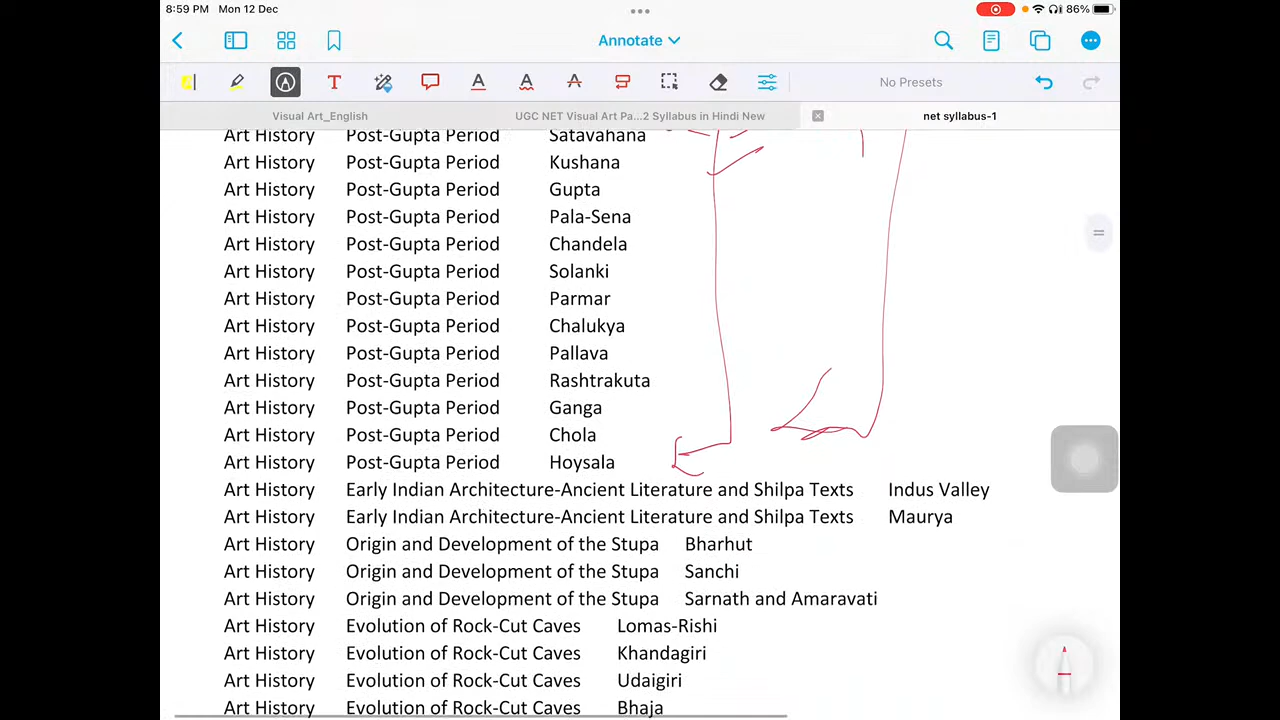 8:59 PM Mon 12 Dec 86%
Annotate
T A A A No Presets
Visual Art_English UGC NET Visual Art Pa...2 Syllabus in Hindi New net syllabus-1
Art History Post-Gupta Period Satavahana
Art History Post-Gupta Period Kushana
Art History Post-Gupta Period Gupta
Art History Post-Gupta Period Pala-Sena
Art History Post-Gupta Period Chandela
Art History Post-Gupta Period Solanki
Art History Post-Gupta Period Parmar
Art History Post-Gupta Period Chalukya
Art History Post-Gupta Period Pallava
Art History Post-Gupta Period Rashtrakuta
Art History Post-Gupta Period Ganga
Art History Post-Gupta Period Chola
Art History Post-Gupta Period Hoysala
Art History Early Indian Architecture-Ancient Literature and Shilpa Texts Indus Valley
Art History Early Indian Architecture-Ancient Literature and Shilpa Texts Maurya
Art History Origin and Development of the Stupa Bharhut
Art History Origin and Development of the Stupa Sanchi
Art History Origin and Development of the Stupa Sarnath and Amaravati
Art History Evolution of Rock-Cut Caves Lomas-Rishi
Art History Evolution of Rock-Cut Caves Khandagiri
Art History Evolution of Rock-Cut Caves Udaigiri
Art History Evolution of Rock-Cut Caves Bhaja